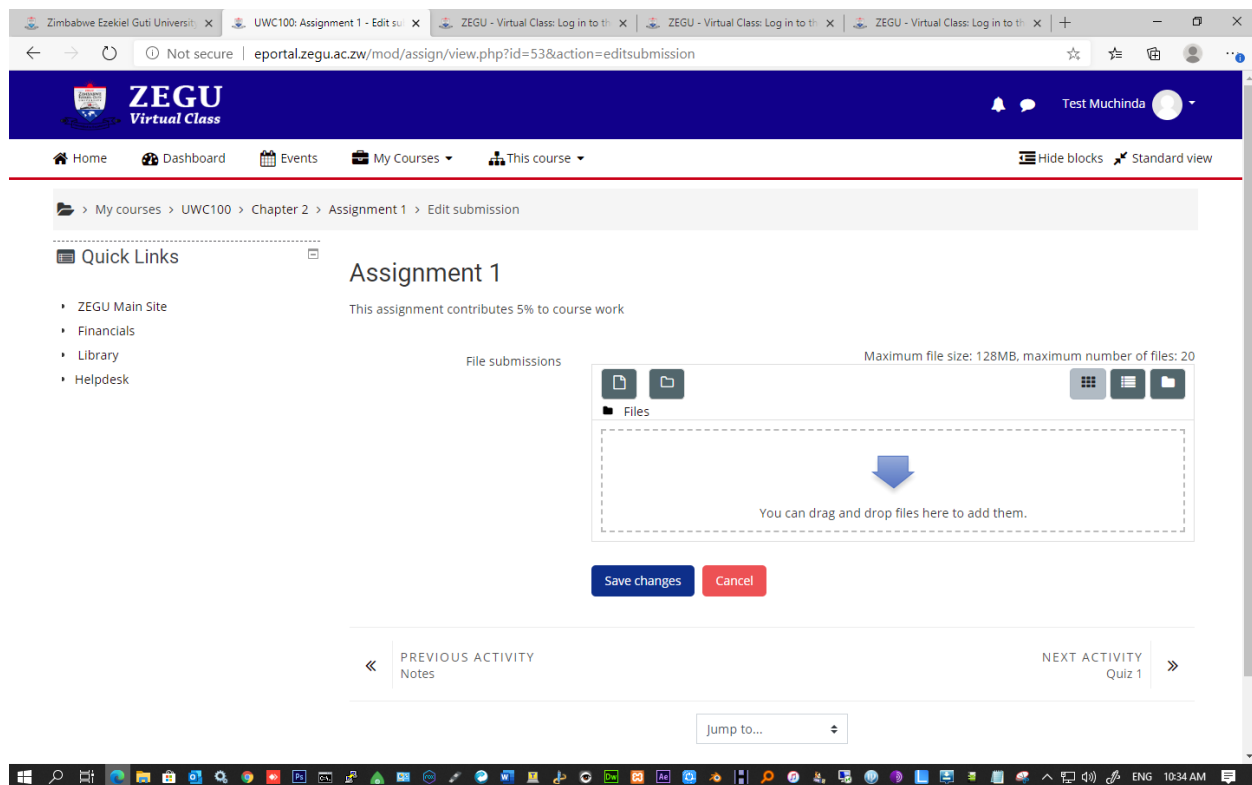 Zimbabwe Ezekiel Guti Universit
UWC100: Assignment 1 - Edit su
ZEGU - Virtual Class: Log in to th
ZEGU - Virtual Class: Log in to th
ZEGU - Virtual Class: Log in to th
Not secure | eportal.zegu.ac.zw/mod/assign/view.php?id=53&action=editsubmission
ZEGU
Virtual Class
Test Muchinda
Home Dashboard Events My Courses This course Hide blocks Standard view
> My courses > UWC100 > Chapter 2 > Assignment 1 > Edit submission
Quick Links
ZEGU Main Site
Financials
Library
Helpdesk
Assignment 1
This assignment contributes 5% to course work
File submissions
Maximum file size: 128MB, maximum number of files: 20
Files
You can drag and drop files here to add them.
Save changes Cancel
PREVIOUS ACTIVITY
Notes
NEXT ACTIVITY
Quiz 1
Jump to...
ENG 10:34 AM